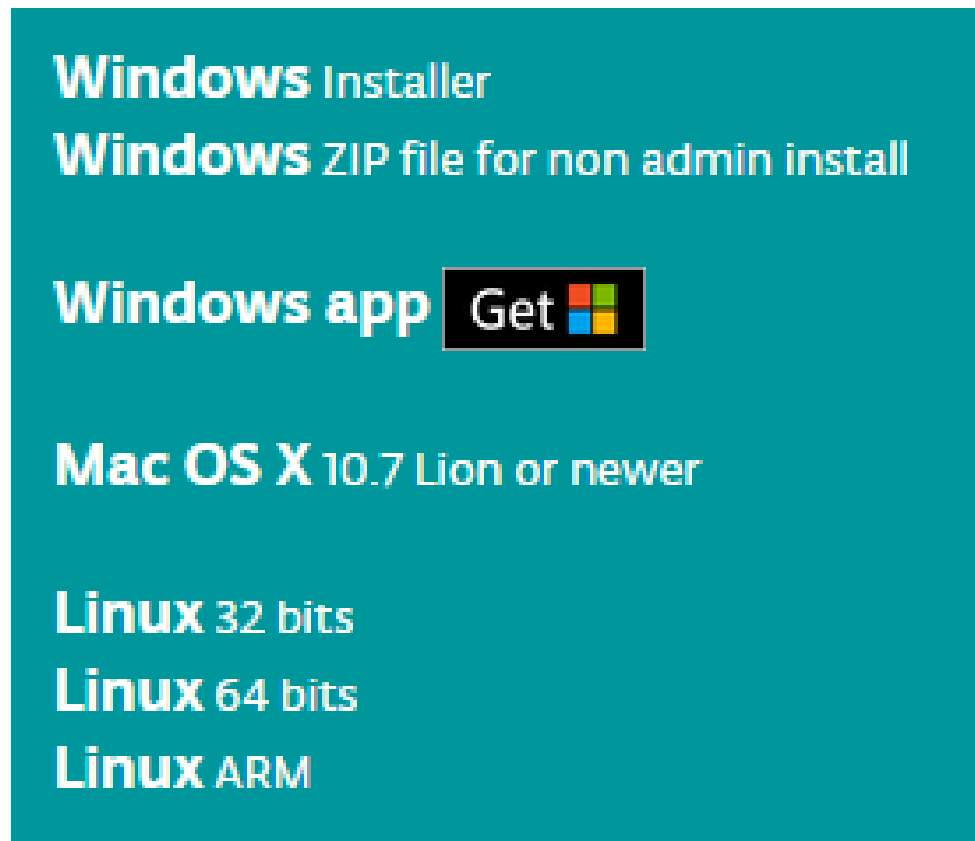 Windows Installer
Windows ZIP file for non admin install
Windows app Get
Mac OS X 10.7 Lion or newer
Linux 32 bits
Linux 64 bits
Linux ARM